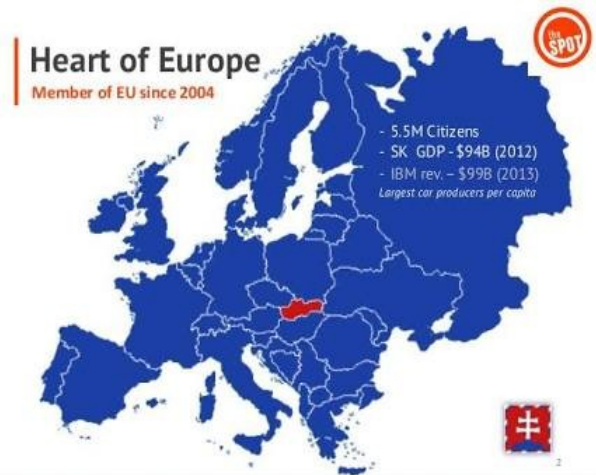 Heart of Europe
Member of EU since 2004
the
SPOT
- 5.5M Citizens
- SK GDP - $94B (2012)
- IBM rev. – $99B (2013)
Largest car producers per capita
2